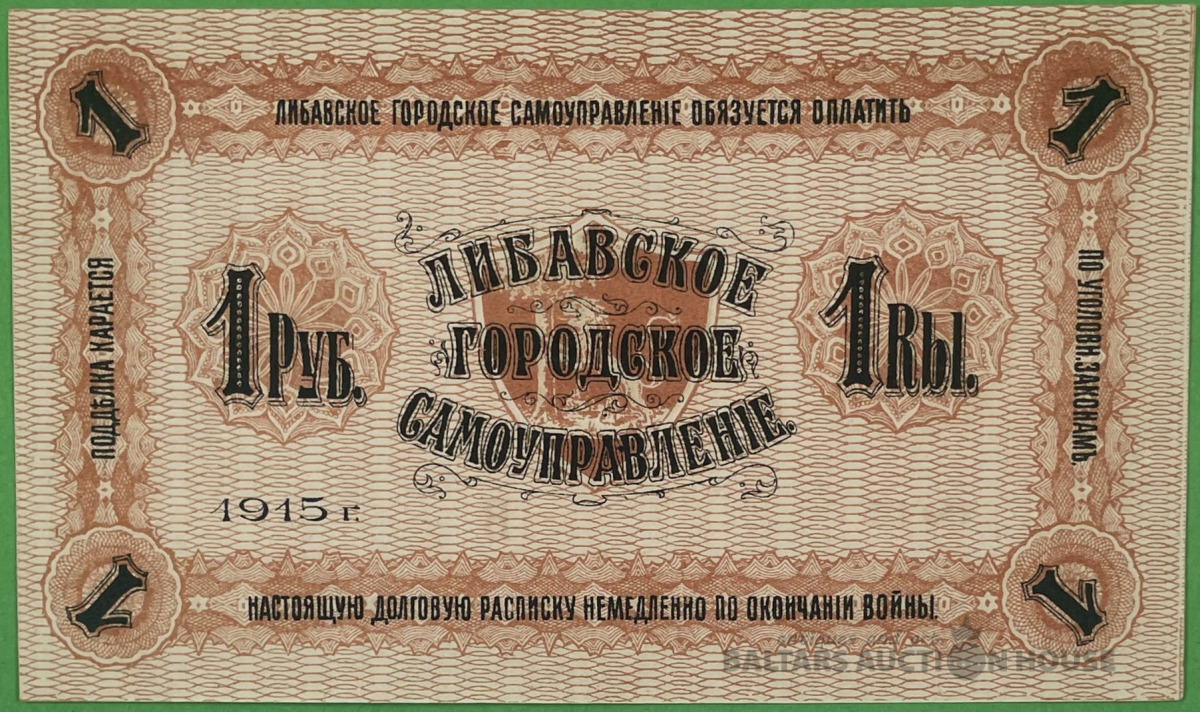 1
1
ЛИБАВСКОЕ ГОРОДСКОЕ САМОУПРАВЛЕНІЕ ОБЯЗУЕТСЯ ОПЛАТИТЬ
ПОДДѢЛКА КАРАЕТСЯ
1 РУБ.
ЛИБАВСКОЕ
ГОРОДСКОЕ
САМОУПРАВЛЕНІЕ.
1 RЫ.
ПО УГОЛОВН. ЗАКОНАМЪ.
1915 г.
1
1
НАСТОЯЩУЮ ДОЛГОВУЮ РАСПИСКУ НЕМЕДЛЕННО ПО ОКОНЧАНІИ ВОЙНЫ.
BALTARS AUCTION HOUSE